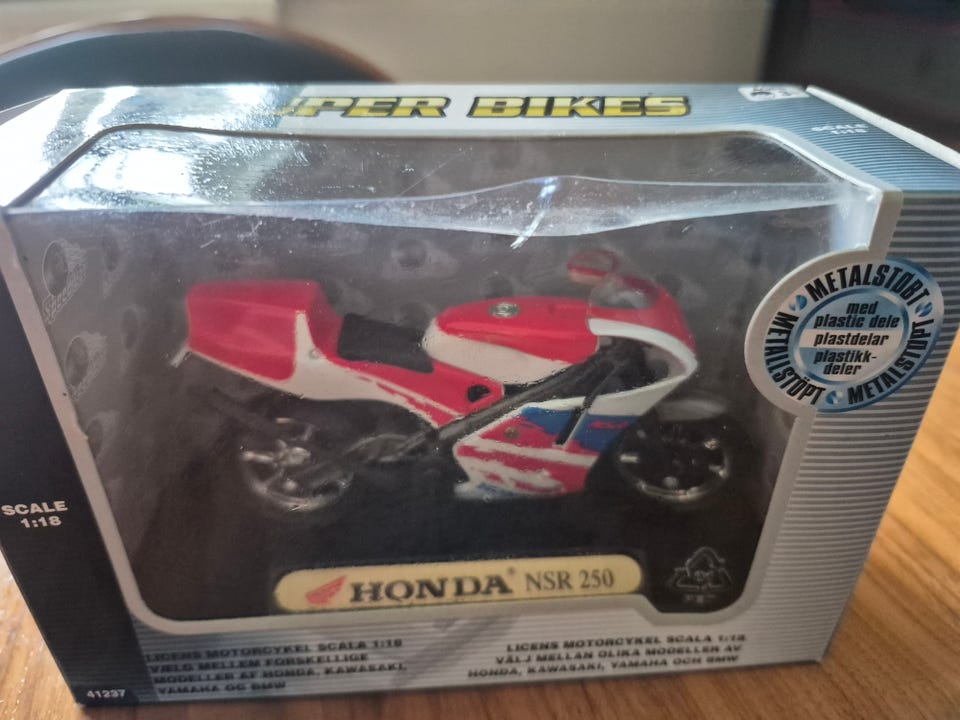 PER BIKES
SCALA
1:18
METALSTØBT
METALSTÖPT
METALSTØPT
med
plastic dele
plastdelar
plastikk-
deler
SCALE
1:18
HONDA NSR 250
LICENS MOTORCYKEL SCALA 1:18
VÆLG MELLEM FORSKELLIGE
MODELLER AF HONDA, KAWASAKI,
YAMAHA OG BMW
LICENS MOTORCYKEL SCALA 1:18
VÄLJ MELLAN OLIKA MODELLER AV
HONDA, KAWASAKI, YAMAHA OCH BMW
41237